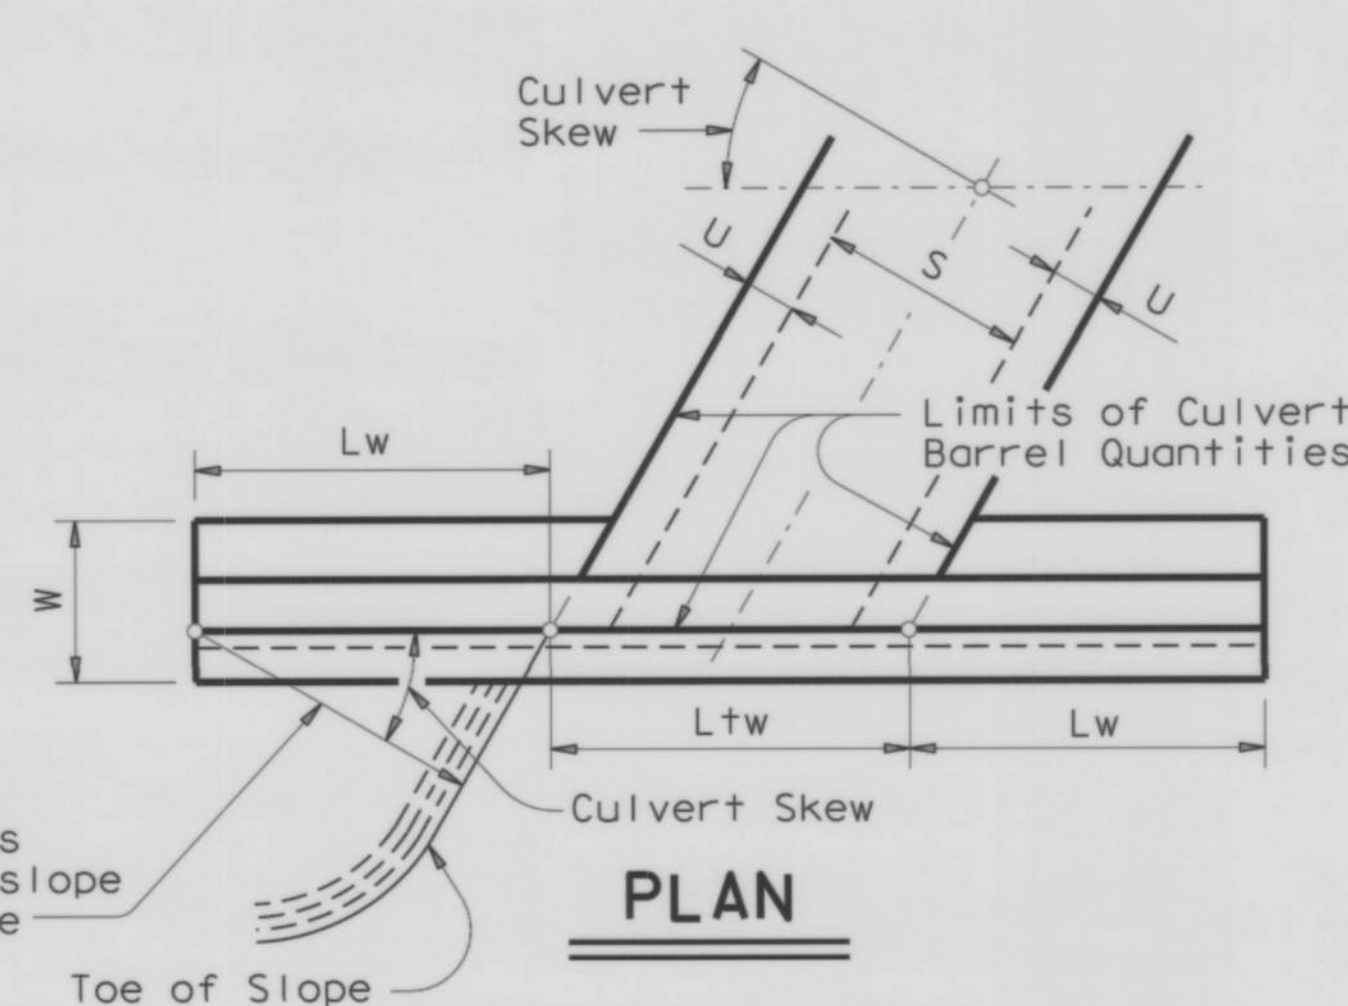 Culvert
Skew
U
S
U
Limits of Culvert
Barrel Quantities
Lw
W
Ltw
Lw
Culvert Skew
s
slope
e
PLAN
Toe of Slope